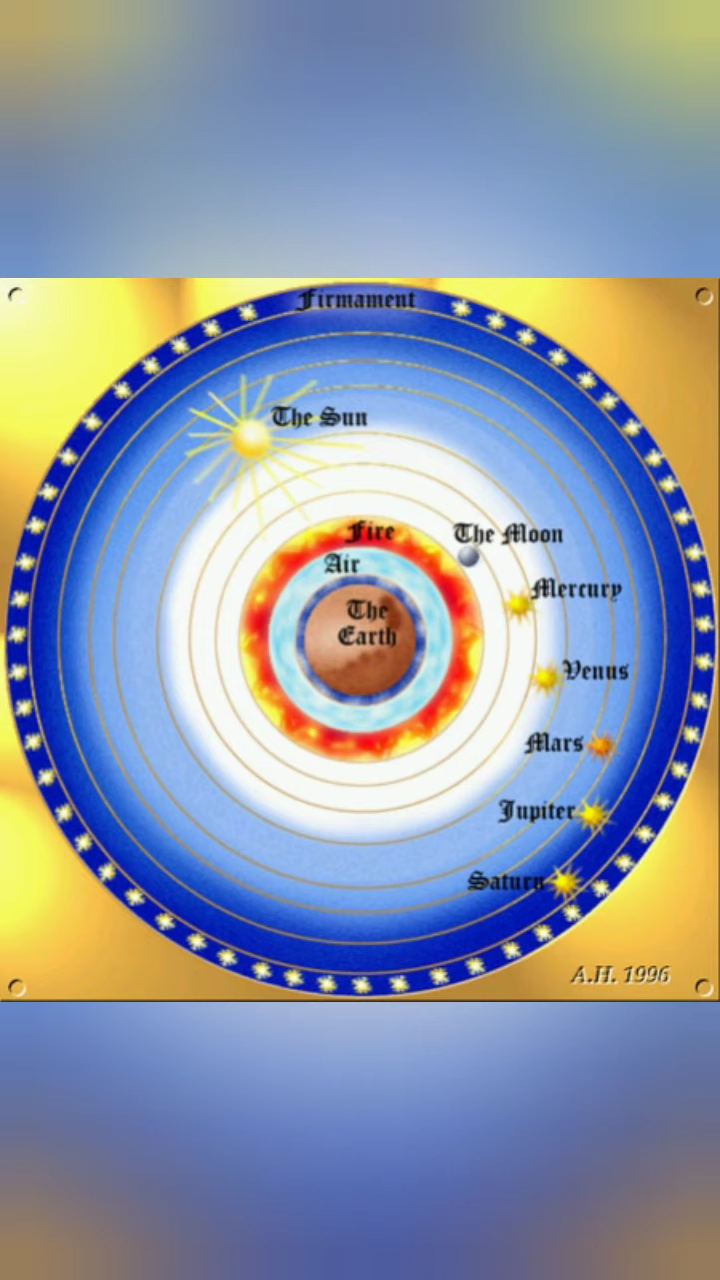 Firmament
The Sun
Fire
The Moon
Air
Mercury
The
Earth
Venus
Mars
Jupiter
Saturn
A.H. 1996